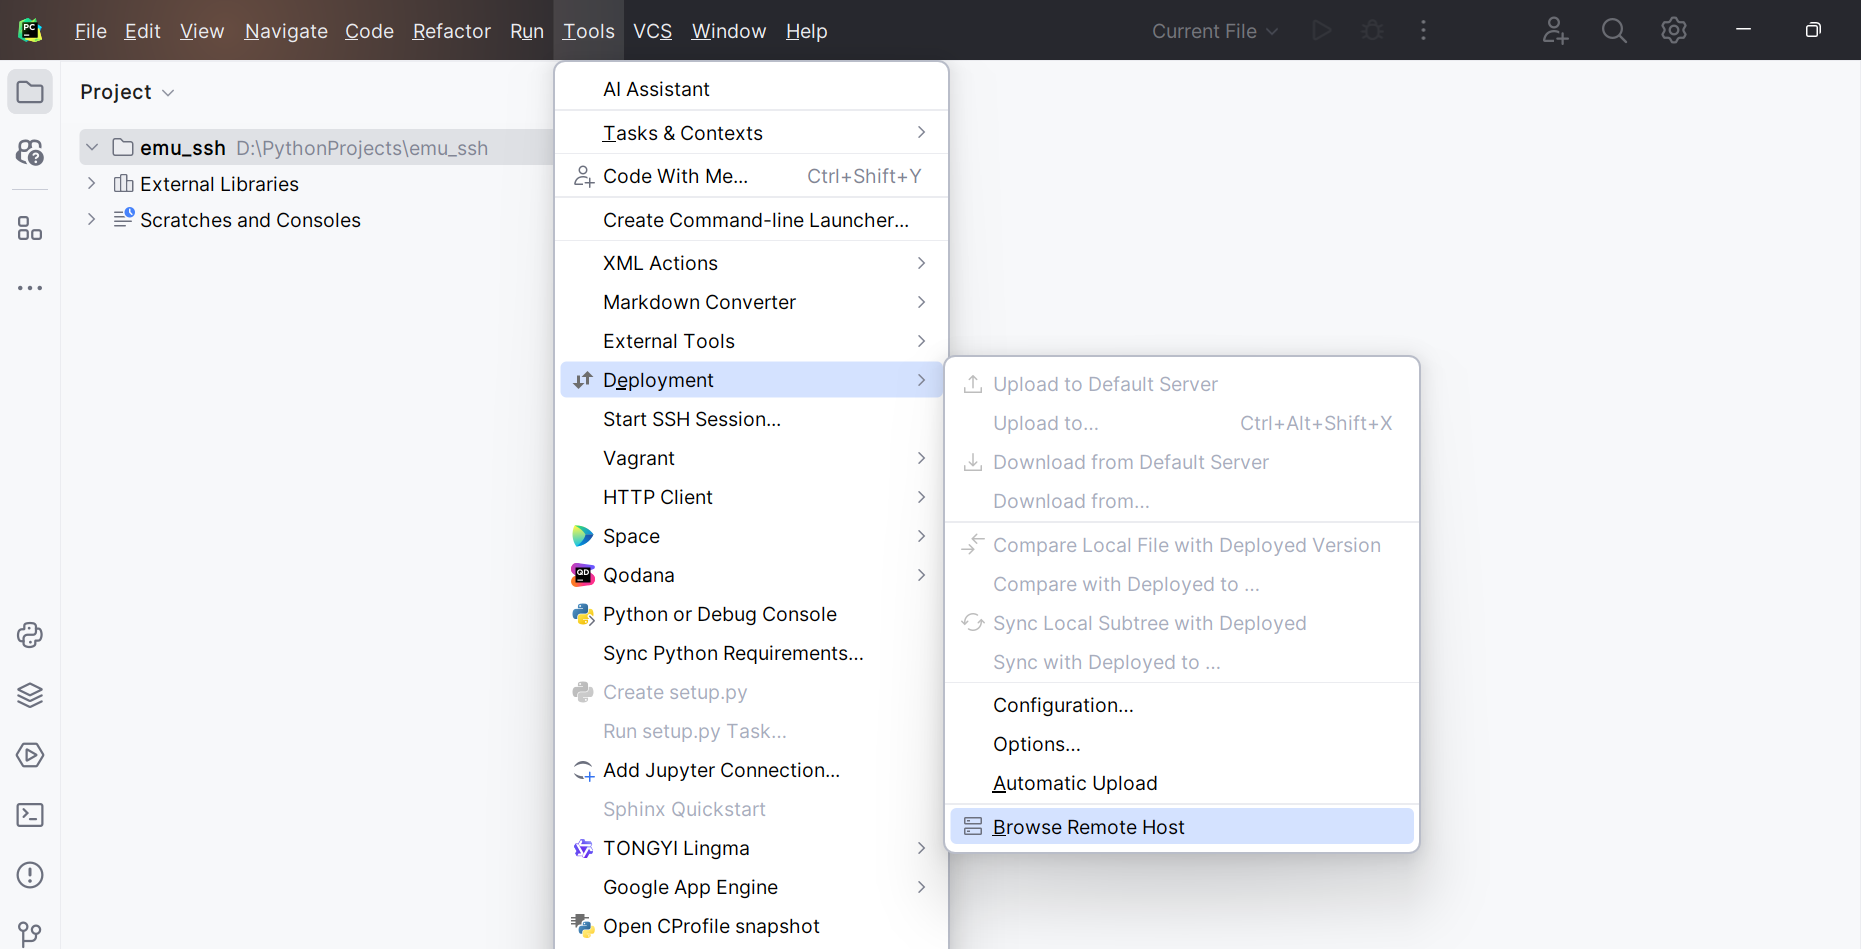 PC
File Edit View Navigate Code Refactor Run Tools VCS Window Help Current File
Project
emu_ssh D:\PythonProjects\emu_ssh
External Libraries
Scratches and Consoles
AI Assistant
Tasks & Contexts
Code With Me... Ctrl+Shift+Y
Create Command-line Launcher...
XML Actions
Markdown Converter
External Tools
Deployment
Start SSH Session...
Vagrant
HTTP Client
Space
QD Qodana
Python or Debug Console
Sync Python Requirements...
Create setup.py
Run setup.py Task...
Add Jupyter Connection...
Sphinx Quickstart
TONGYI Lingma
Google App Engine
Open CProfile snapshot
Upload to Default Server
Upload to... Ctrl+Alt+Shift+X
Download from Default Server
Download from...
Compare Local File with Deployed Version
Compare with Deployed to ...
Sync Local Subtree with Deployed
Sync with Deployed to ...
Configuration...
Options...
Automatic Upload
Browse Remote Host